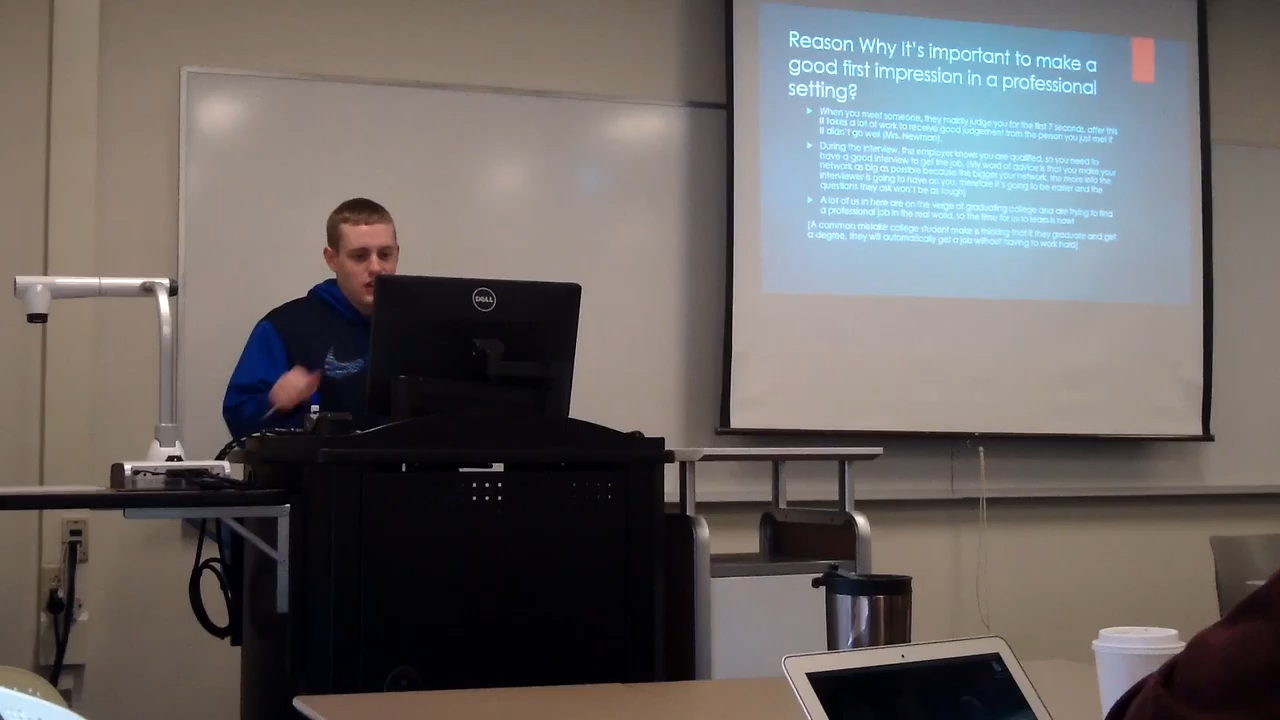 Reason Why it's important to make a
good first impression in a professional
setting?
When you meet someone, they mainly judge you for the first 7 seconds, after this
it takes a lot of work to receive good judgement from the person you just met if
it didn't go well (Mrs. Newman).
During the interview, the employer knows you are qualified, so you need to
have a good interview to get the job. (My word of advice is that you make your
network as big as possible because the bigger your network, the more info the
interviewer is going to have on you, therefore it's going to be easier and the
questions they ask won't be as tough)
A lot of us in here are on the verge of graduating college and are trying to find
a professional job in the real world, so the time for us to learn is now!
(A common mistake college student make is thinking that if they graduate and get
a degree, they will automatically get a job without having to work hard)
DELL